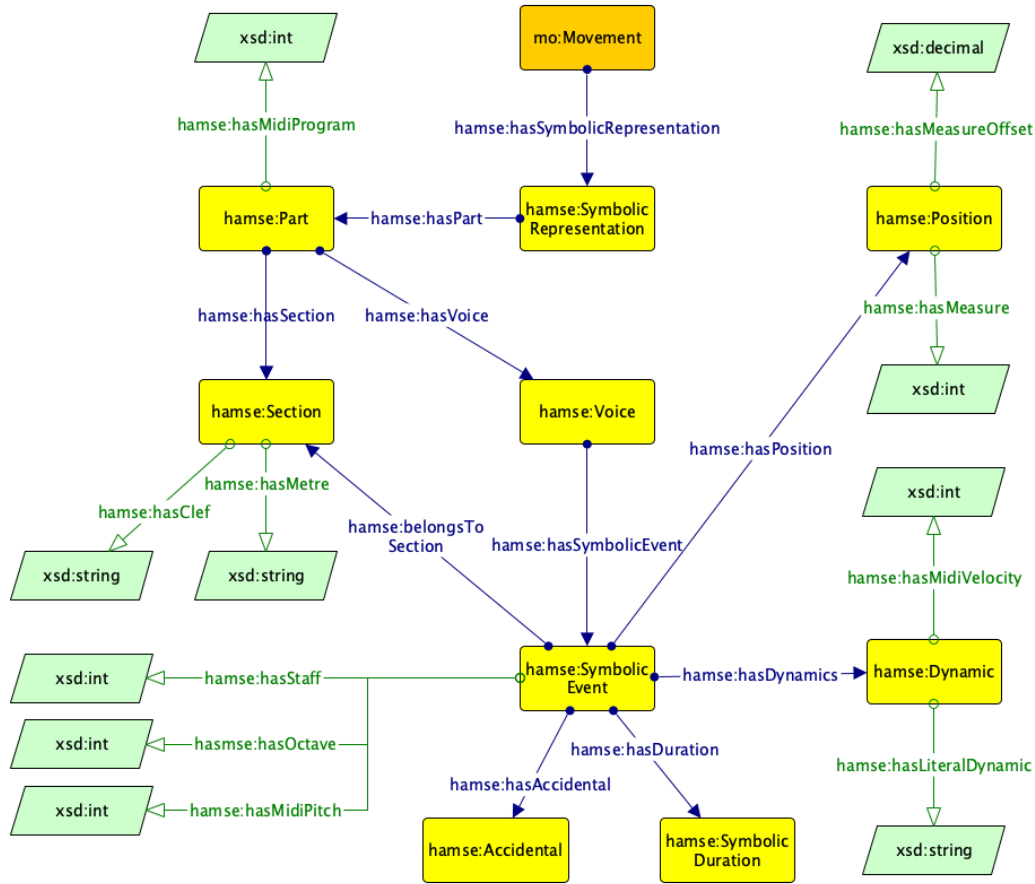 xsd:int
mo:Movement
xsd:decimal
hamse:hasMidiProgram
hamse:hasSymbolicRepresentation
hamse:hasMeasureOffset
hamse:Part
hamse:hasPart
hamse:Symbolic
Representation
hamse:Position
hamse:hasSection
hamse:hasVoice
hamse:hasMeasure
xsd:int
hamse:Section
hamse:Voice
hamse:hasPosition
hamse:hasMetre
hamse:hasClef
xsd:int
hamse:belongsTo
Section
hamse:hasSymbolicEvent
xsd:string
xsd:string
hamse:hasMidiVelocity
xsd:int
hamse:hasStaff
hamse:Symbolic
Event
hamse:hasDynamics
hamse:Dynamic
xsd:int
hasmse:hasOctave
hamse:hasDuration
hamse:hasLiteralDynamic
hamse:hasAccidental
xsd:int
hamse:hasMidiPitch
hamse:Accidental
hamse:Symbolic
Duration
xsd:string